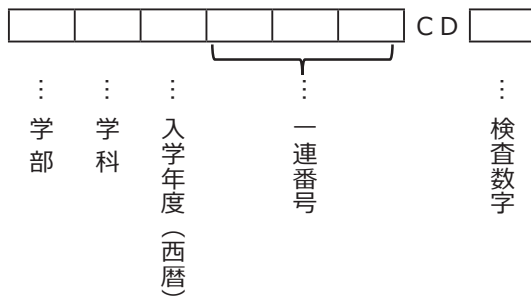 CD
…学部
…学科
…入学年度（西暦）
…一連番号
…検査数字